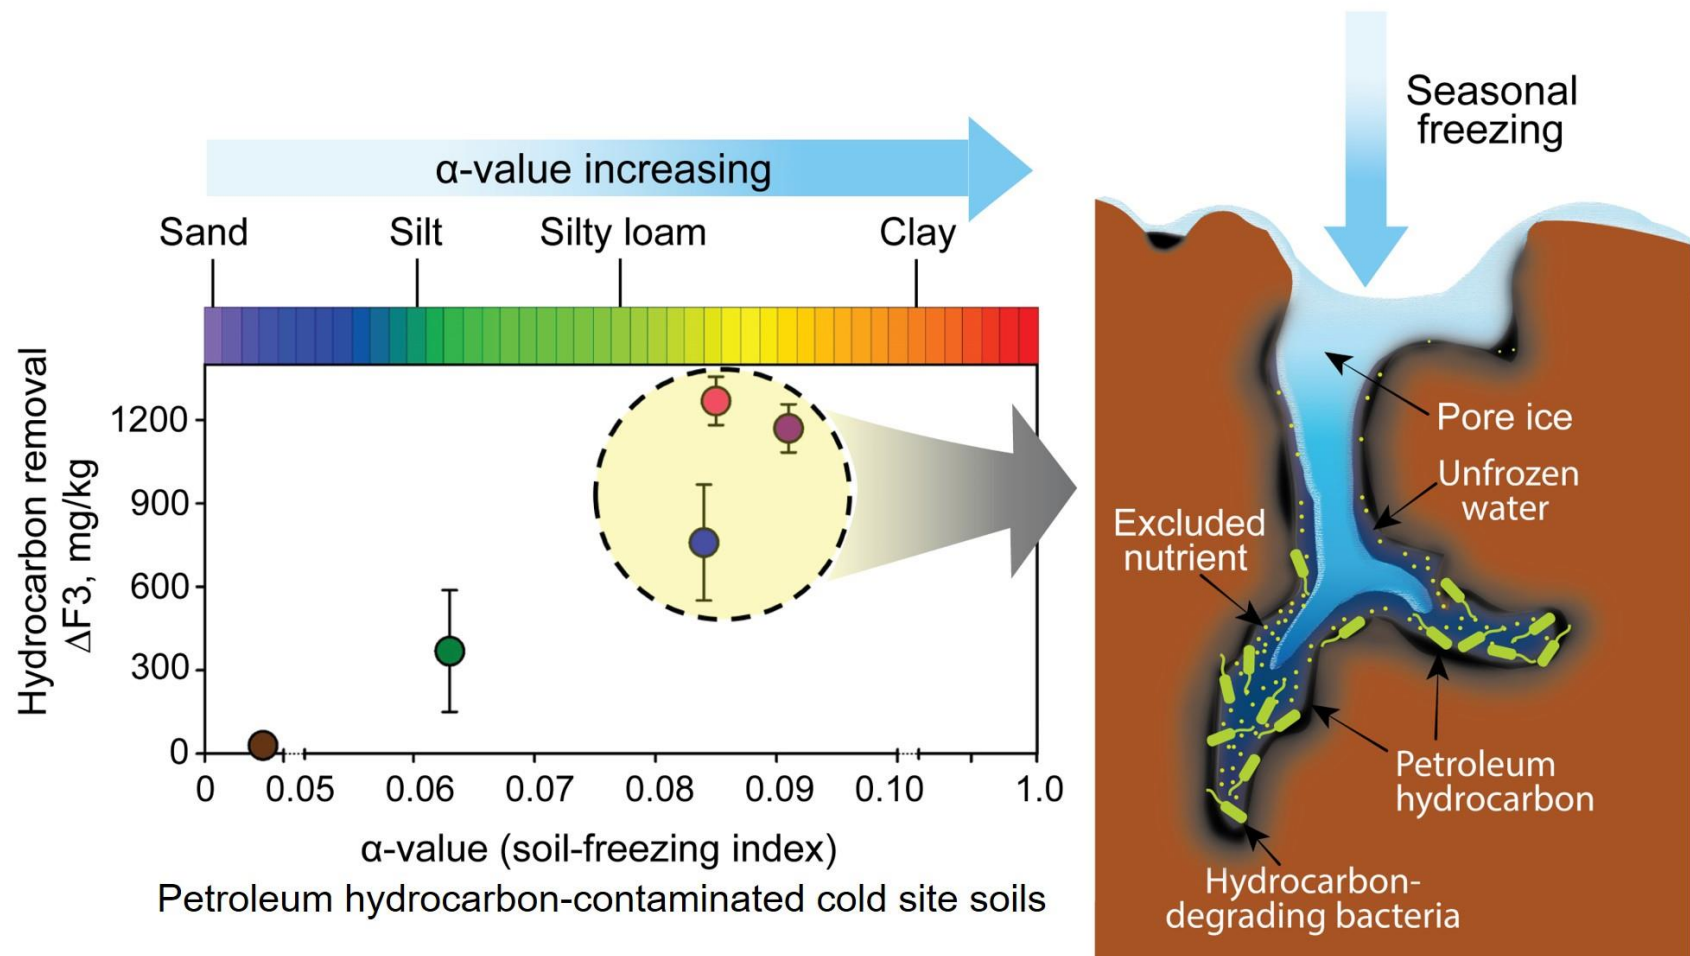 α-value increasing
Sand
Silt
Silty loam
Clay
Hydrocarbon removal
ΔF3, mg/kg
1200
900
600
300
0
0
0.05
0.06
0.07
0.08
0.09
0.10
1.0
α-value (soil-freezing index)
Petroleum hydrocarbon-contaminated cold site soils
Seasonal
freezing
Pore ice
Unfrozen
water
Excluded
nutrient
Petroleum
hydrocarbon
Hydrocarbon-
degrading bacteria